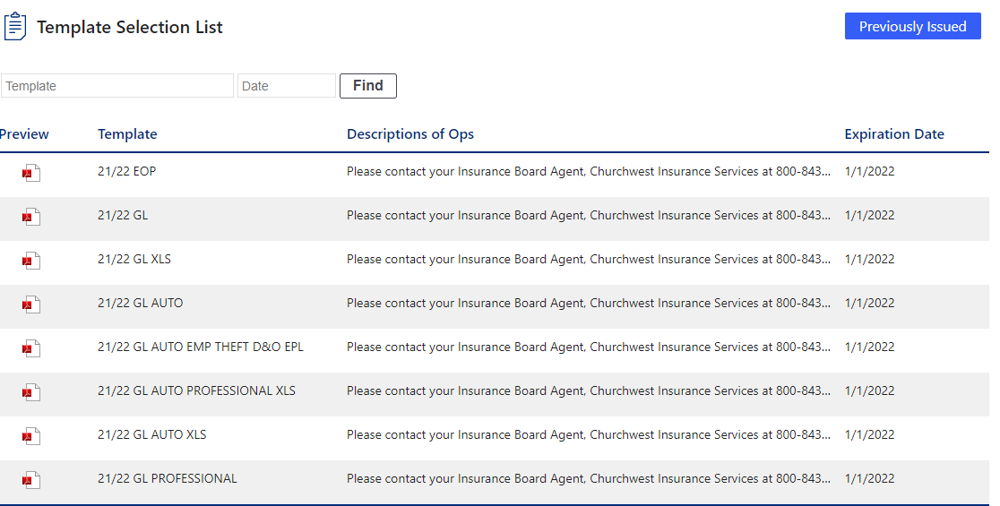 Template Selection List
Previously Issued
Template Date Find
Preview Template Descriptions of Ops Expiration Date
21/22 EOP Please contact your Insurance Board Agent, Churchwest Insurance Services at 800-843... 1/1/2022
21/22 GL Please contact your Insurance Board Agent, Churchwest Insurance Services at 800-843... 1/1/2022
21/22 GL XLS Please contact your Insurance Board Agent, Churchwest Insurance Services at 800-843... 1/1/2022
21/22 GL AUTO Please contact your Insurance Board Agent, Churchwest Insurance Services at 800-843... 1/1/2022
21/22 GL AUTO EMP THEFT D&O EPL Please contact your Insurance Board Agent, Churchwest Insurance Services at 800-843... 1/1/2022
21/22 GL AUTO PROFESSIONAL XLS Please contact your Insurance Board Agent, Churchwest Insurance Services at 800-843... 1/1/2022
21/22 GL AUTO XLS Please contact your Insurance Board Agent, Churchwest Insurance Services at 800-843... 1/1/2022
21/22 GL PROFESSIONAL Please contact your Insurance Board Agent, Churchwest Insurance Services at 800-843... 1/1/2022